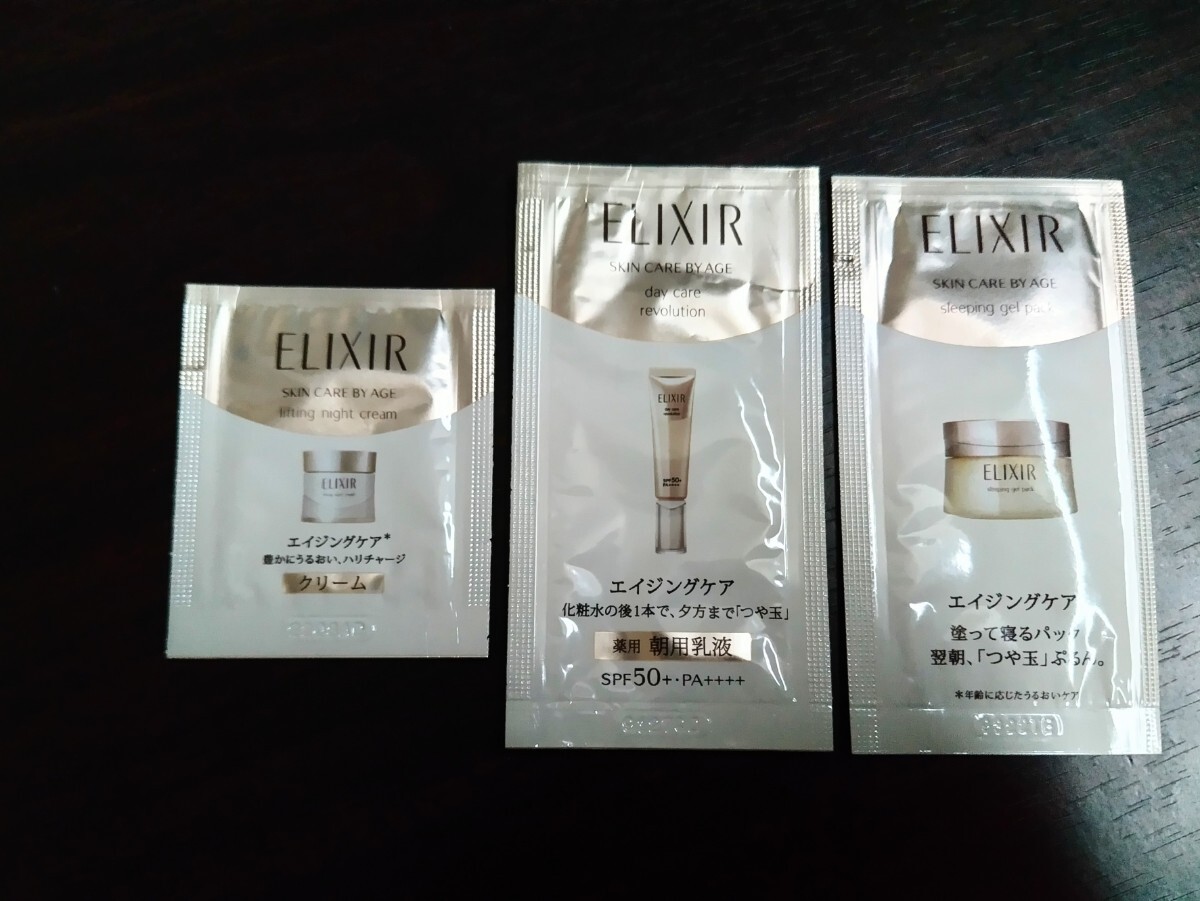 ELIXIR
SKIN CARE BY AGE
lifting night cream
ELIXIR
エイジングケア*
豊かにうるおい、ハリチャージ
クリーム
ELIXIR
SKIN CARE BY AGE
day care
revolution
ELIXIR
day care
revolution
SPF50+
PA++++
エイジングケア
化粧水の後1本で、夕方まで「つや玉」
薬用 朝用乳液
SPF50+・PA++++
ELIXIR
SKIN CARE BY AGE
sleeping gel pack
ELIXIR
sleeping gel pack
エイジングケア
塗って寝るパック
翌朝、「つや玉」ぷるん。
*年齢に応じたうるおいケア